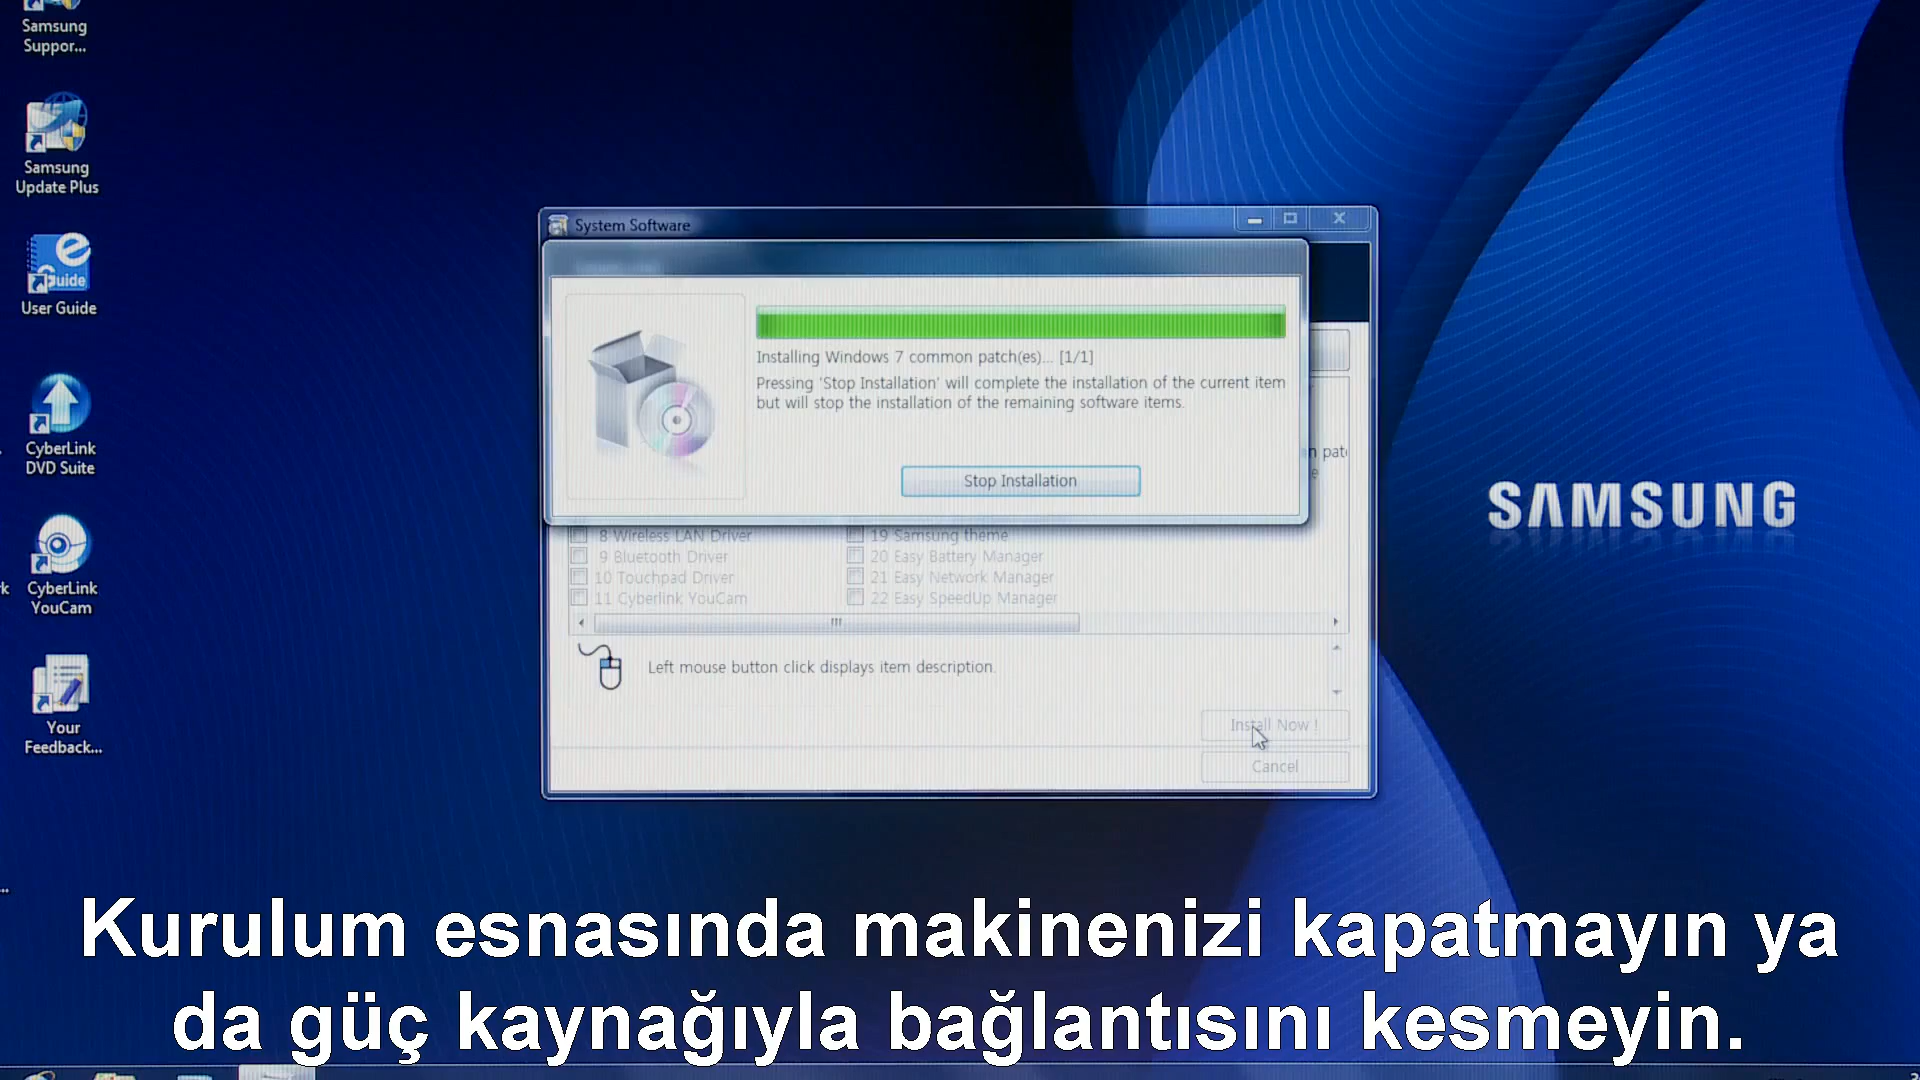 Samsung
Suppor...
Samsung
Update Plus
User Guide
CyberLink
DVD Suite
CyberLink
YouCam
Your
Feedback...
System Software
Installing Windows 7 common patch(es)... [1/1]
Pressing 'Stop Installation' will complete the installation of the current item
but will stop the installation of the remaining software items.
Stop Installation
8 Wireless LAN Driver
9 Bluetooth Driver
10 Touchpad Driver
11 Cyberlink YouCam
19 Samsung theme
20 Easy Battery Manager
21 Easy Network Manager
22 Easy SpeedUp Manager
Left mouse button click displays item description.
Install Now !
Cancel
SAMSUNG
Kurulum esnasında makinenizi kapatmayın ya
da güç kaynağıyla bağlantısını kesmeyin.